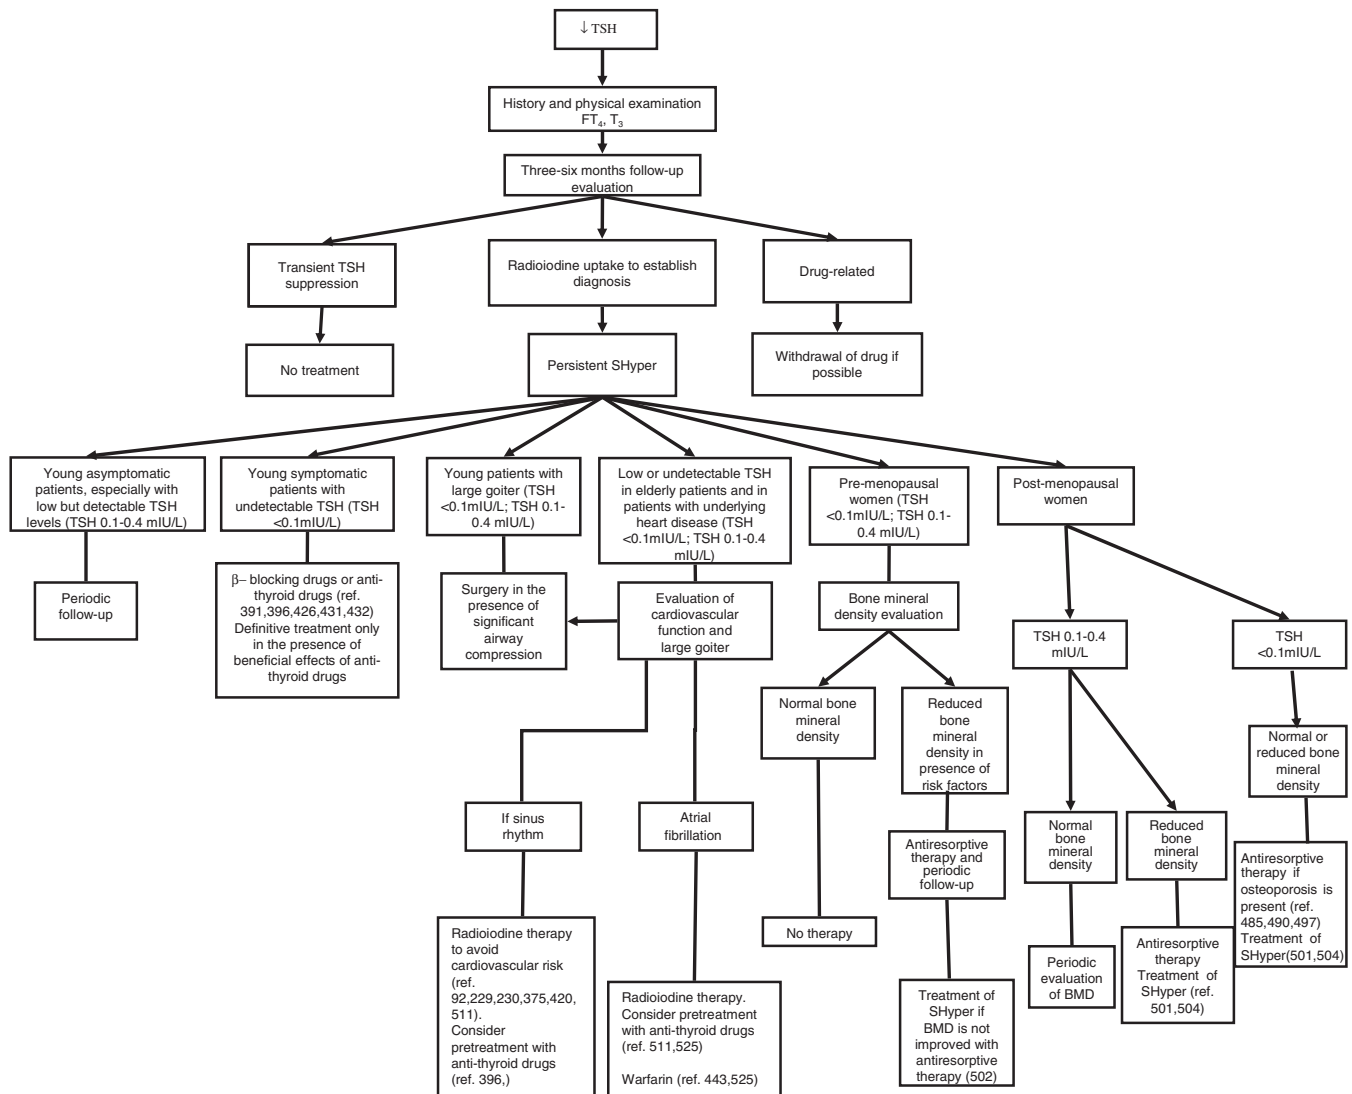 ↓ TSH
History and physical examination
FT4, T3
Three-six months follow-up
evaluation
Transient TSH
suppression
Radioiodine uptake to establish
diagnosis
Drug-related
No treatment
Persistent SHyper
Withdrawal of drug if
possible
Young asymptomatic
patients, especially with
low but detectable TSH
levels (TSH 0.1-0.4 mIU/L)
Young symptomatic
patients with
undetectable TSH (TSH
<0.1mIU/L)
Young patients with
large goiter (TSH
<0.1mIU/L; TSH 0.1-
0.4 mIU/L)
Low or undetectable TSH
in elderly patients and in
patients with underlying
heart disease (TSH
<0.1mIU/L; TSH 0.1-0.4
mIU/L)
Pre-menopausal
women (TSH
<0.1mIU/L; TSH 0.1-
0.4 mIU/L)
Post-menopausal
women
Periodic
follow-up
β– blocking drugs or anti-
thyroid drugs (ref.
391,396,426,431,432)
Definitive treatment only
in the presence of
beneficial effects of anti-
thyroid drugs
Surgery in the
presence of
significant
airway
compression
Evaluation of
cardiovascular
function and
large goiter
Bone mineral
density evaluation
TSH 0.1-0.4
mIU/L
TSH
<0.1mIU/L
Normal bone
mineral
density
Reduced
bone
mineral
density in
presence of
risk factors
Normal or
reduced bone
mineral
density
If sinus
rhythm
Atrial
fibrillation
Antiresorptive
therapy and
periodic
follow-up
Normal
bone
mineral
density
Reduced
bone
mineral
density
Antiresorptive
therapy if
osteoporosis is
present (ref.
485,490,497)
Treatment of
SHyper(501,504)
Radioiodine therapy
to avoid
cardiovascular risk
(ref.
92,229,230,375,420,
511).
Consider
pretreatment with
anti-thyroid drugs
(ref. 396,)
Radioiodine therapy.
Consider pretreatment
with anti-thyroid drugs
(ref. 511,525)
Warfarin (ref. 443,525)
No therapy
Treatment of
SHyper if
BMD is not
improved with
antiresorptive
therapy (502)
Periodic
evaluation
of BMD
Antiresorptive
therapy
Treatment of
SHyper (ref.
501,504)